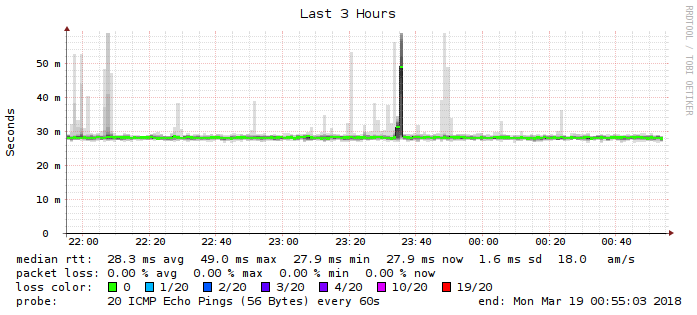 Last 3 Hours
RRDTOOL / TOBI OETIKER
Seconds
50 m
40 m
30 m
20 m
10 m
0
22:00 22:20 22:40 23:00 23:20 23:40 00:00 00:20 00:40
median rtt: 28.3 ms avg 49.0 ms max 27.9 ms min 27.9 ms now 1.6 ms sd 18.0 am/s
packet loss: 0.00 % avg 0.00 % max 0.00 % min 0.00 % now
loss color: 0 1/20 2/20 3/20 4/20 10/20 19/20
probe: 20 ICMP Echo Pings (56 Bytes) every 60s end: Mon Mar 19 00:55:03 2018